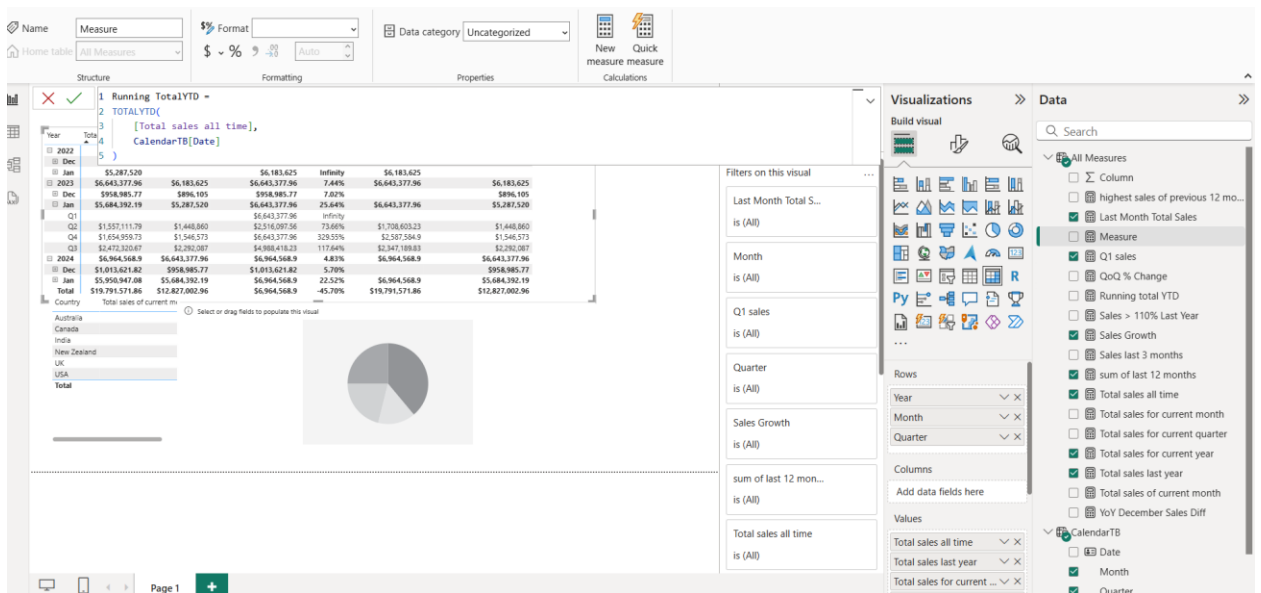 Name Measure $% Format Data category Uncategorized
Home table All Measures $ % 9 .00 Auto New Quick
measure measure
Structure Formatting Properties Calculations
1 Running TotalYTD =
2 TOTALYTD(
3 [Total sales all time],
4 CalendarTB[Date]
5 )
Year Tota
2022
Dec
Jan $5,287,520 $6,183,625 Infinity $6,183,625
2023 $6,643,377.96 $6,183,625 $6,643,377.96 7.44% $6,643,377.96 $6,183,625
Dec $958,985.77 $896,105 $958,985.77 7.02% $896,105
Jan $5,684,392.19 $5,287,520 $6,643,377.96 25.64% $6,643,377.96 $5,287,520
Q1 $6,643,377.96 Infinity
Q2 $1,557,111.79 $1,448,860 $2,516,097.56 73.66% $1,708,603.23 $1,448,860
Q4 $1,654,959.73 $1,546,573 $6,643,377.96 329.55% $2,587,584.9 $1,546,573
Q3 $2,472,320.67 $2,292,087 $4,988,418.23 117.64% $2,347,189.83 $2,292,087
2024 $6,964,568.9 $6,643,377.96 $6,964,568.9 4.83% $6,964,568.9 $6,643,377.96
Dec $1,013,621.82 $958,985.77 $1,013,621.82 5.70% $958,985.77
Jan $5,950,947.08 $5,684,392.19 $6,964,568.9 22.52% $6,964,568.9 $5,684,392.19
Total $19,791,571.86 $12,827,002.96 $6,964,568.9 -45.70% $19,791,571.86 $12,827,002.96
Country Total sales of current m
Select or drag fields to populate this visual
Australia
Canada
India
New Zealand
UK
USA
Total
Page 1
Filters on this visual ...
Last Month Total S...
is (All)
Month
is (All)
Q1 sales
is (All)
Quarter
is (All)
Sales Growth
is (All)
sum of last 12 mon...
is (All)
Total sales all time
is (All)
Visualizations
Build visual
R
Py
123
...
Rows
Year
Month
Quarter
Columns
Add data fields here
Values
Total sales all time
Total sales last year
Total sales for current ...
Data
Search
All Measures
Column
highest sales of previous 12 mo...
Last Month Total Sales
Measure
Q1 sales
QoQ % Change
Running total YTD
Sales > 110% Last Year
Sales Growth
Sales last 3 months
sum of last 12 months
Total sales all time
Total sales for current month
Total sales for current quarter
Total sales for current year
Total sales last year
Total sales of current month
YoY December Sales Diff
CalendarTB
Date
Month
Quarter